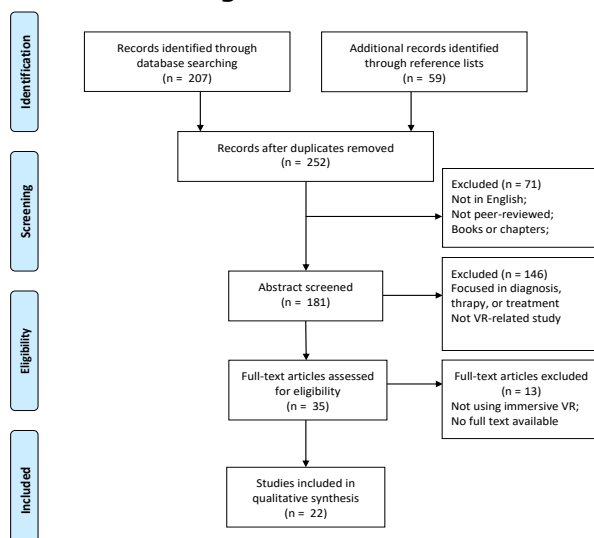 Identification
Records identified through
database searching
(n = 207)
Additional records identified
through reference lists
(n = 59)
Records after duplicates removed
(n = 252)
Screening
Excluded (n = 71)
Not in English;
Not peer-reviewed;
Books or chapters;
Abstract screened
(n = 181)
Excluded (n = 146)
Focused in diagnosis,
thrapy, or treatment
Not VR-related study
Eligibility
Full-text articles assessed
for eligibility
(n = 35)
Full-text articles excluded
(n = 13)
Not using immersive VR;
No full text available
Included
Studies included in
qualitative synthesis
(n = 22)